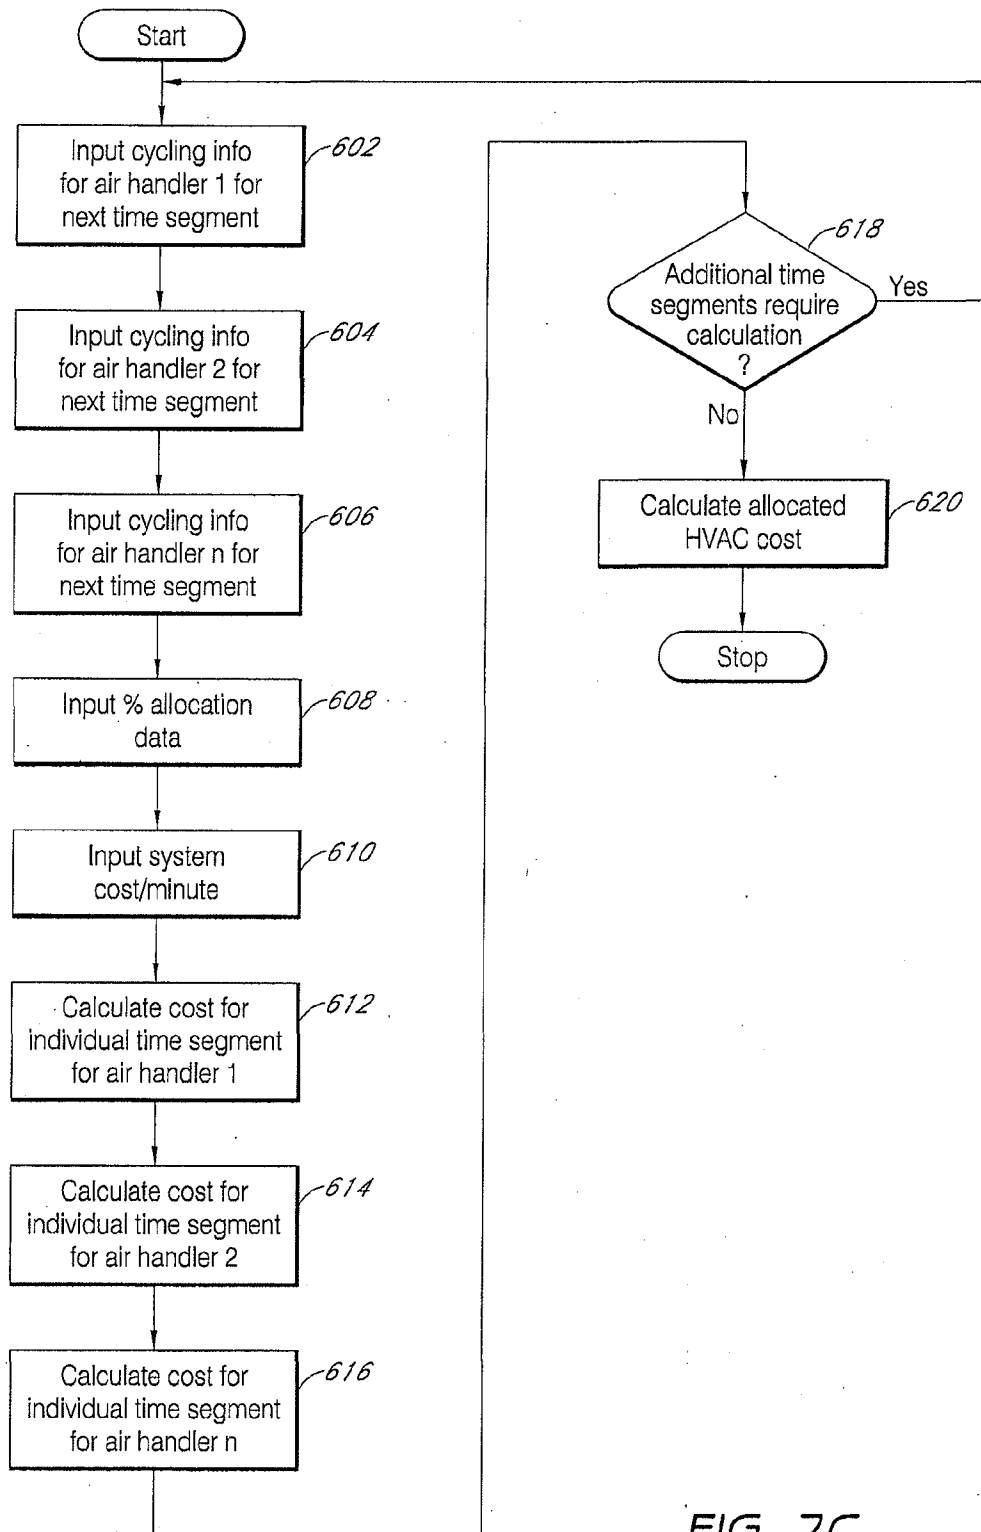 Start
Input cycling info
for air handler 1 for
next time segment
602
Input cycling info
for air handler 2 for
next time segment
604
Input cycling info
for air handler n for
next time segment
606
Input % allocation
data
608
Input system
cost/minute
610
Calculate cost for
individual time segment
for air handler 1
612
Calculate cost for
individual time segment
for air handler 2
614
Calculate cost for
individual time segment
for air handler n
616
Additional time
segments require
calculation
?
618
Yes
No
Calculate allocated
HVAC cost
620
Stop
FIG. 7C